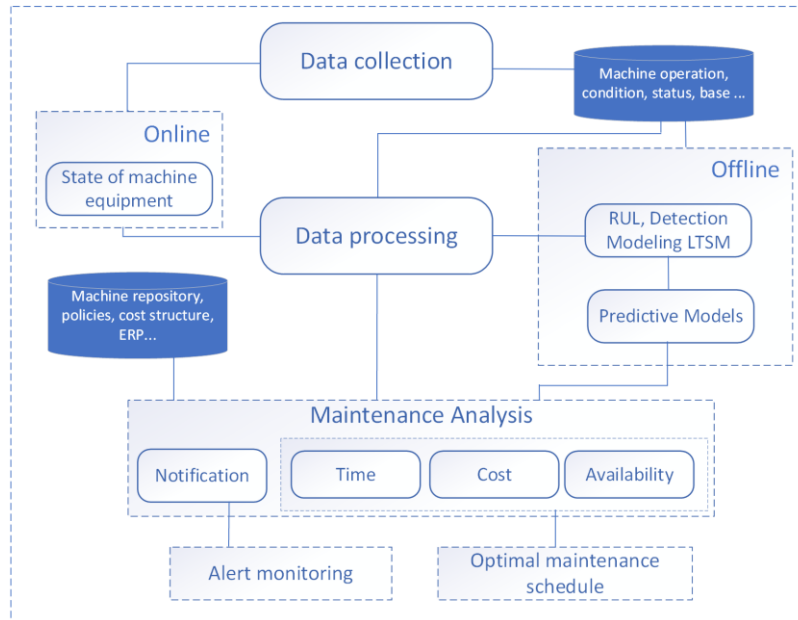 Data collection
Machine operation,
condition, status, base ...
Online
State of machine
equipment
Offline
Data processing
RUL, Detection
Modeling LTSM
Machine repository,
policies, cost structure,
ERP...
Predictive Models
Maintenance Analysis
Notification
Time
Cost
Availability
Alert monitoring
Optimal maintenance
schedule